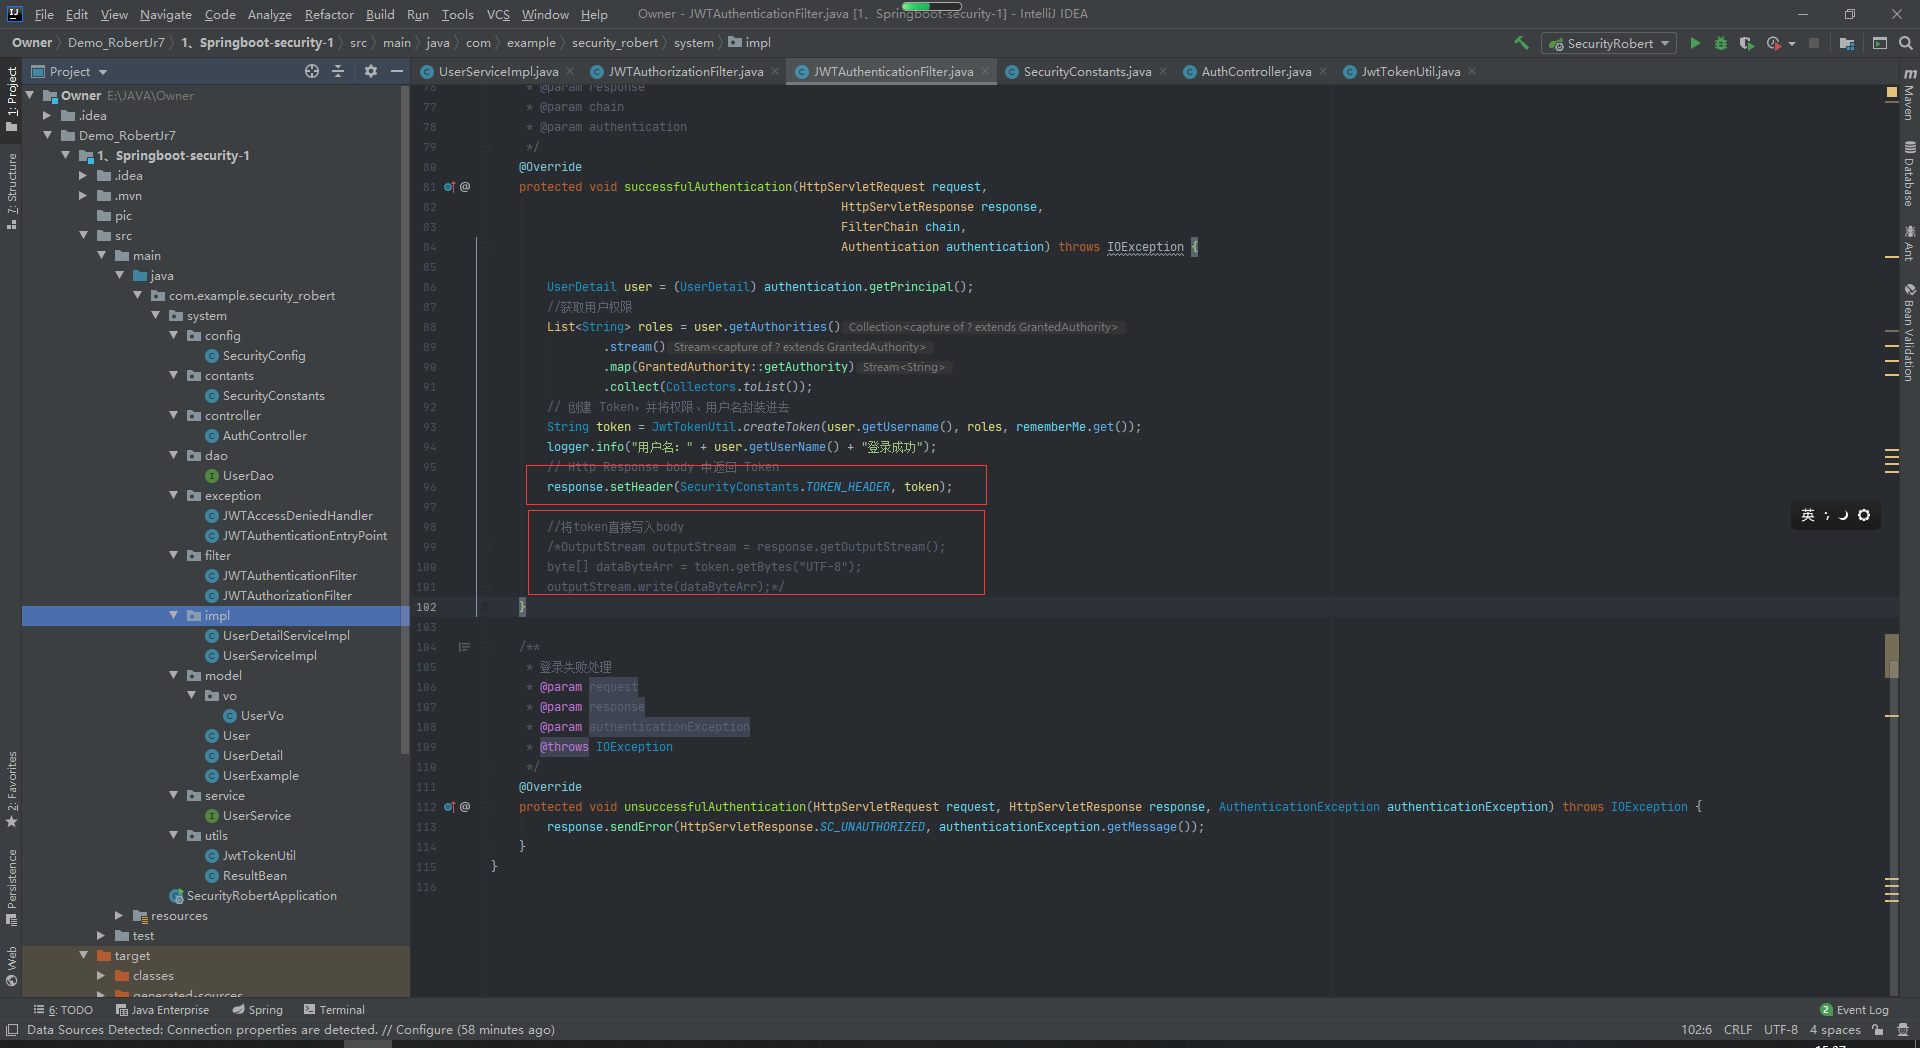 File Edit View Navigate Code Analyze Refactor Build Run Tools VCS Window Help Owner - JWTAuthenticationFilter.java [1、Springboot-security-1] - IntelliJ IDEA
Owner Demo_RobertJr7 1、Springboot-security-1 src main java com example security_robert system impl SecurityRobert
Project
UserServiceImpl.java JWTAuthorizationFilter.java JWTAuthenticationFilter.java SecurityConstants.java AuthController.java JwtTokenUtil.java
1: Project
7: Structure
2: Favorites
Persistence
Web
Owner E:\JAVA\Owner
.idea
Demo_RobertJr7
1、Springboot-security-1
.idea
.mvn
pic
src
main
java
com.example.security_robert
system
config
SecurityConfig
contants
SecurityConstants
controller
AuthController
dao
UserDao
exception
JWTAccessDeniedHandler
JWTAuthenticationEntryPoint
filter
JWTAuthenticationFilter
JWTAuthorizationFilter
impl
UserDetailServiceImpl
UserServiceImpl
model
vo
UserVo
User
UserDetail
UserExample
service
UserService
utils
JwtTokenUtil
ResultBean
SecurityRobertApplication
resources
test
target
classes
generated-sources
76 * @param response
77 * @param chain
78 * @param authentication
79 */
80 @Override
81 protected void successfulAuthentication(HttpServletRequest request,
82 HttpServletResponse response,
83 FilterChain chain,
84 Authentication authentication) throws IOException {
85
86 UserDetail user = (UserDetail) authentication.getPrincipal();
87 //获取用户权限
88 List<String> roles = user.getAuthorities() Collection<capture of ? extends GrantedAuthority>
89 .stream() Stream<capture of ? extends GrantedAuthority>
90 .map(GrantedAuthority::getAuthority) Stream<String>
91 .collect(Collectors.toList());
92 // 创建 Token，并将权限、用户名封装进去
93 String token = JwtTokenUtil.createToken(user.getUsername(), roles, rememberMe.get());
94 logger.info("用户名：" + user.getUserName() + "登录成功");
95 // Http Response body 中返回 Token
96 response.setHeader(SecurityConstants.TOKEN_HEADER, token);
97
98 //将token直接写入body
99 /*OutputStream outputStream = response.getOutputStream();
100 byte[] dataByteArr = token.getBytes("UTF-8");
101 outputStream.write(dataByteArr);*/
102 }
103
104 /**
105 * 登录失败处理
106 * @param request
107 * @param response
108 * @param authenticationException
109 * @throws IOException
110 */
111 @Override
112 protected void unsuccessfulAuthentication(HttpServletRequest request, HttpServletResponse response, AuthenticationException authenticationException) throws IOException {
113 response.sendError(HttpServletResponse.SC_UNAUTHORIZED, authenticationException.getMessage());
114 }
115 }
116
Maven
Database
Ant
Bean Validation
英
6: TODO Java Enterprise Spring Terminal 2 Event Log
Data Sources Detected: Connection properties are detected. // Configure (58 minutes ago) 102:6 CRLF UTF-8 4 spaces